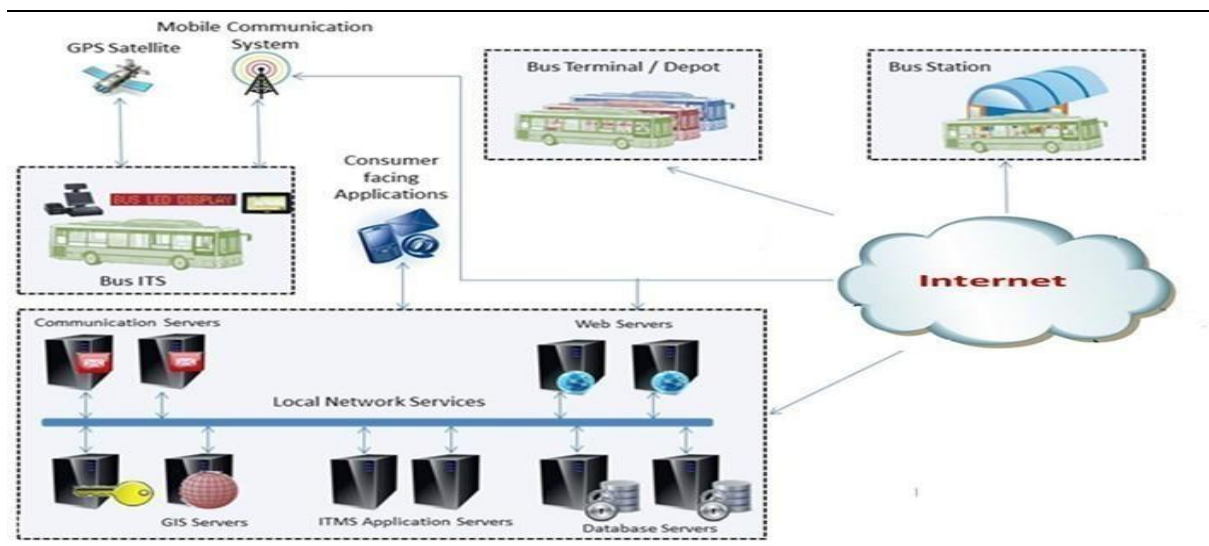 Mobile Communication
System
GPS Satellite
Bus Terminal / Depot
Bus Station
Consumer
facing
Applications
BUS LED DISPLAY
Bus ITS
Internet
Communication Servers
Web Servers
Local Network Services
GIS Servers
ITMS Application Servers
Database Servers